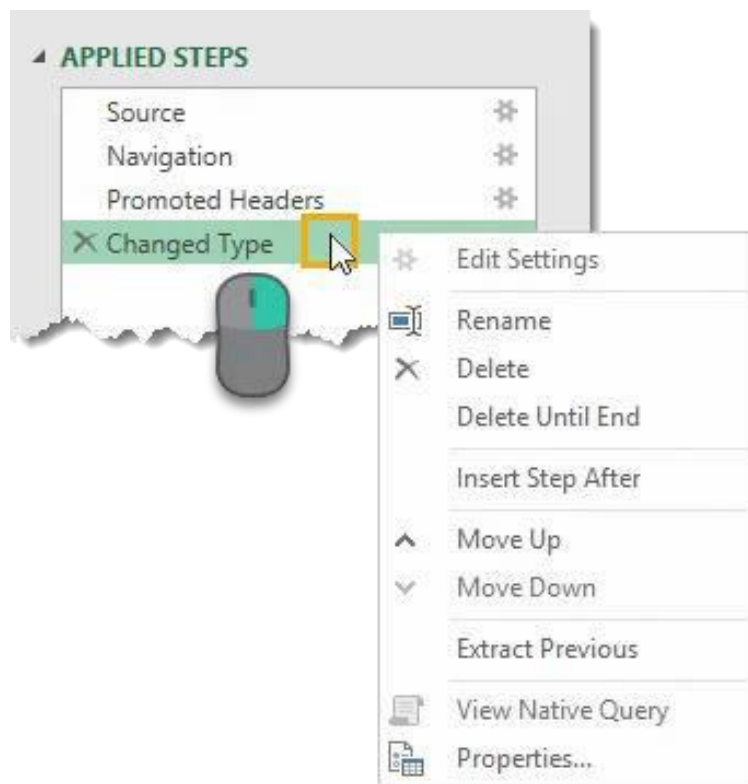 APPLIED STEPS
Source
Navigation
Promoted Headers
Changed Type
Edit Settings
Rename
Delete
Delete Until End
Insert Step After
Move Up
Move Down
Extract Previous
View Native Query
Properties...